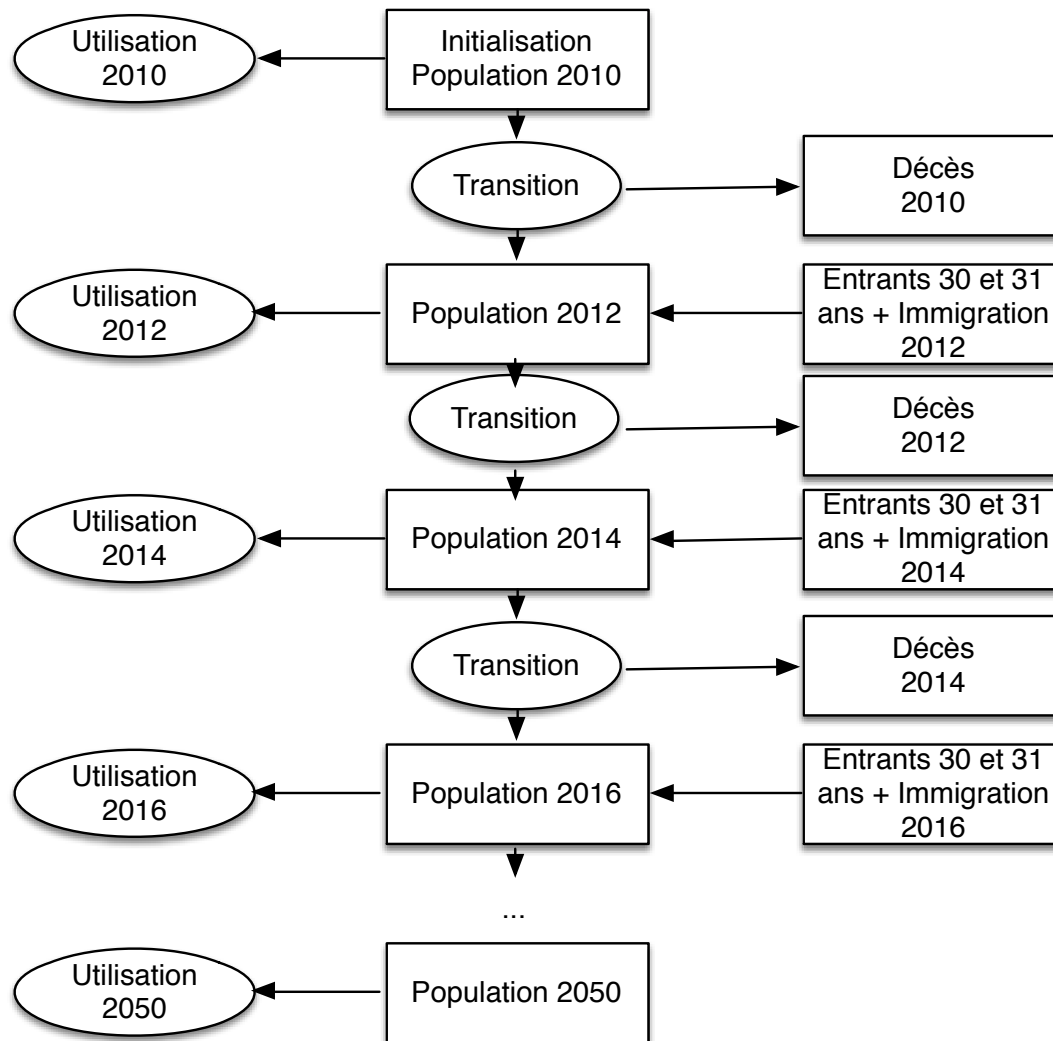 Utilisation
2010
Initialisation
Population 2010
Transition
Décès
2010
Utilisation
2012
Population 2012
Entrants 30 et 31
ans + Immigration
2012
Transition
Décès
2012
Utilisation
2014
Population 2014
Entrants 30 et 31
ans + Immigration
2014
Transition
Décès
2014
Utilisation
2016
Population 2016
Entrants 30 et 31
ans + Immigration
2016
...
Utilisation
2050
Population 2050